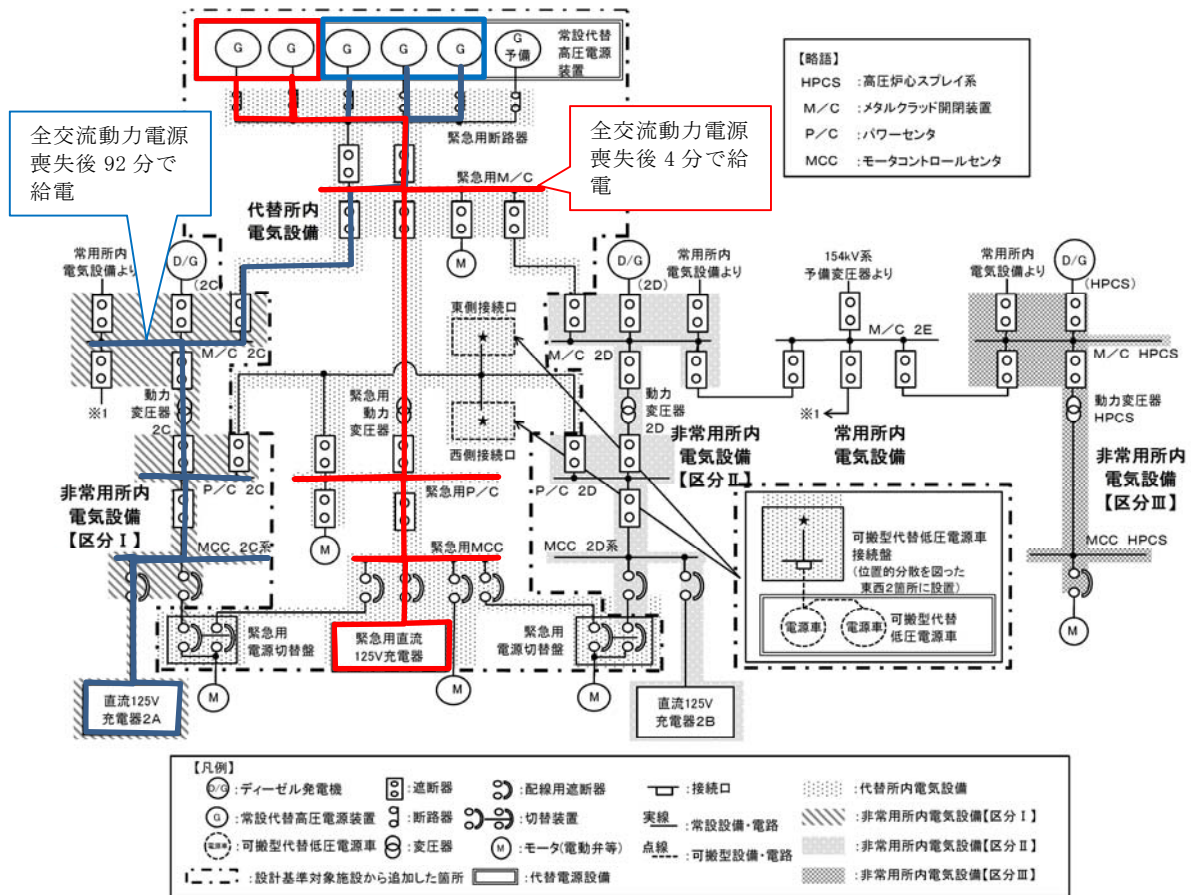 G
G
G
G
G
G
予備
常設代替
高圧電源
装置
【略語】
HPCS :高圧炉心スプレイ系
M/C :メタルクラッド開閉装置
P/C :パワーセンタ
MCC :モータコントロールセンタ
全交流動力電源
喪失後 92 分で
給電
全交流動力電源
喪失後 4 分で給
電
緊急用断路器
緊急用M/C
代替所内
電気設備
M
常用所内
電気設備より
D/G
(2C)
D/G
(2D)
常用所内
電気設備より
154kV系
予備変圧器より
常用所内
電気設備より
D/G
(HPCS)
東側接続口
★
M/C 2C
M/C 2D
M/C 2E
M/C HPCS
※1
動力
変圧器
2C
緊急用
動力
変圧器
★
西側接続口
動力
変圧器
2D
※1
動力変圧器
HPCS
非常用所内
電気設備
【区分Ⅱ】
常用所内
電気設備
非常用所内
電気設備
【区分Ⅲ】
P/C 2C
緊急用P/C
P/C 2D
非常用所内
電気設備
【区分Ⅰ】
M
MCC 2C系
緊急用MCC
MCC 2D系
MCC HPCS
★
可搬型代替低圧電源車
接続盤
(位置的分散を図った
東西2箇所に設置)
電源車
電源車
可搬型代替
低圧電源車
M
緊急用
電源切替盤
緊急用直流
125V充電器
緊急用
電源切替盤
M
M
M
直流125V
充電器2A
直流125V
充電器2B
【凡例】
D/G :ディーゼル発電機
:遮断器
:配線用遮断器
:接続口
:代替所内電気設備
G :常設代替高圧電源装置
:断路器
:切替装置
実線 :常設設備・電路
:非常用所内電気設備【区分Ⅰ】
電源車 :可搬型代替低圧電源車
:変圧器
M :モータ(電動弁等)
点線 :可搬型設備・電路
:非常用所内電気設備【区分Ⅱ】
:設計基準対象施設から追加した箇所
:代替電源設備
:非常用所内電気設備【区分Ⅲ】